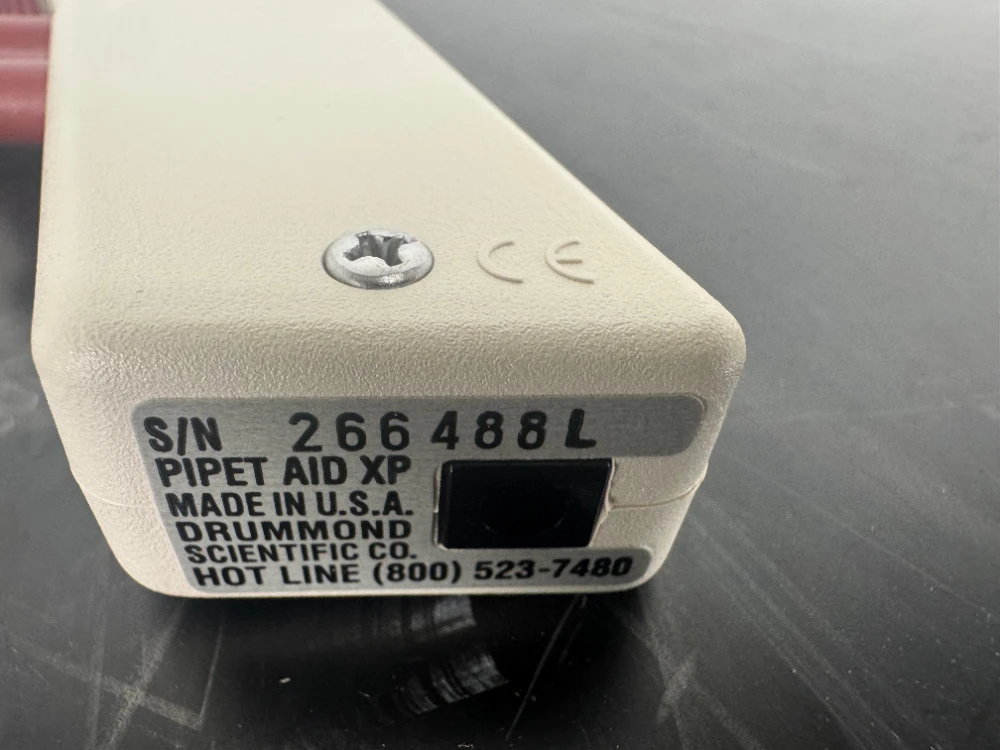 CE
S/N 266488L
PIPET AID XP
MADE IN U.S.A.
DRUMMOND
SCIENTIFIC CO.
HOT LINE (800) 523-7480